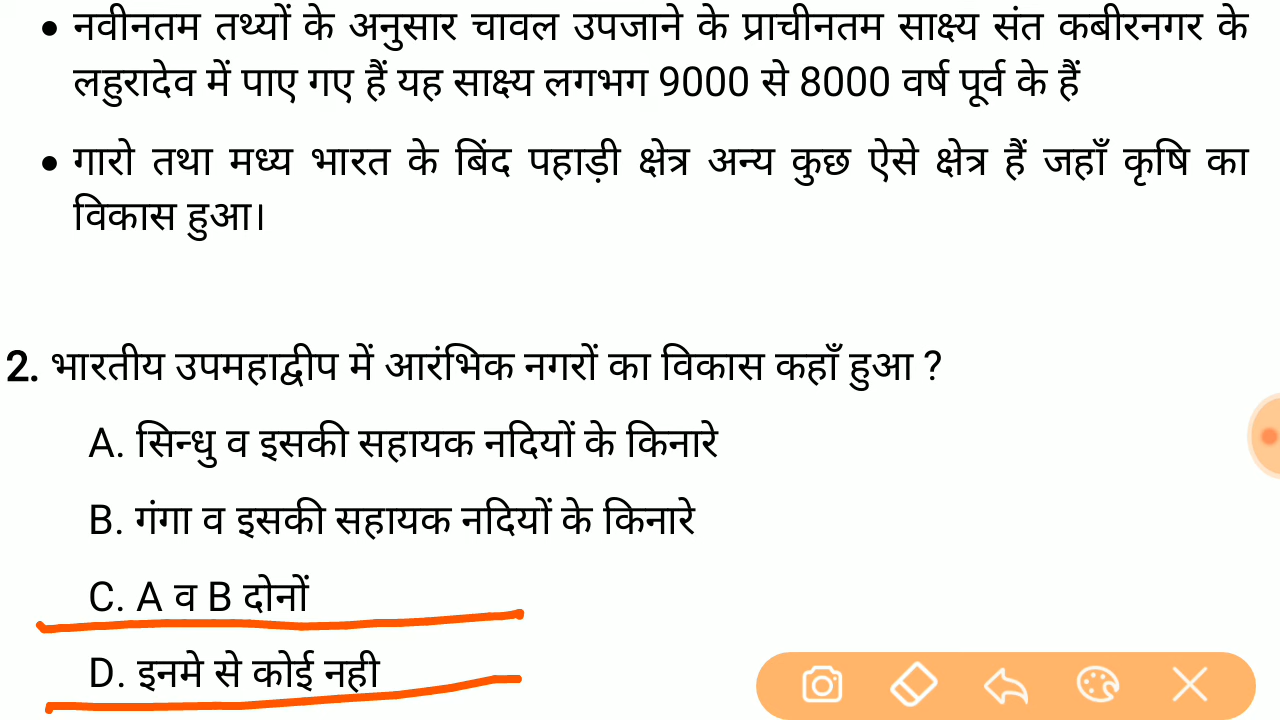 • नवीनतम तथ्यों के अनुसार चावल उपजाने के प्राचीनतम साक्ष्य संत कबीरनगर के
लहुरादेव में पाए गए हैं यह साक्ष्य लगभग 9000 से 8000 वर्ष पूर्व के हैं
• गारो तथा मध्य भारत के बिंद पहाड़ी क्षेत्र अन्य कुछ ऐसे क्षेत्र हैं जहाँ कृषि का
विकास हुआ।
2. भारतीय उपमहाद्वीप में आरंभिक नगरों का विकास कहाँ हुआ ?
A. सिन्धु व इसकी सहायक नदियों के किनारे
B. गंगा व इसकी सहायक नदियों के किनारे
C. A व B दोनों
D. इनमे से कोई नही